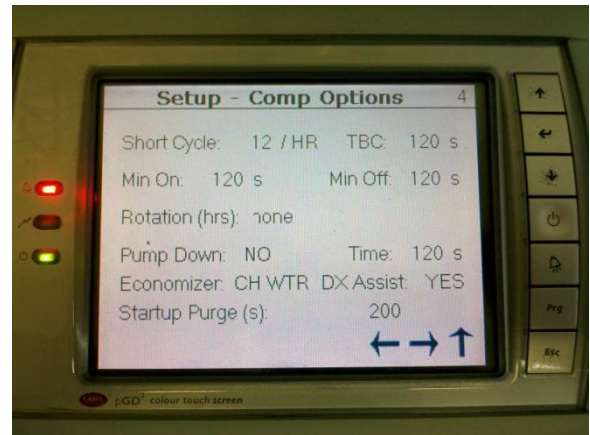 Setup - Comp Options 4
Short Cycle: 12 / HR TBC: 120 s
Min On: 120 s Min Off: 120 s
Rotation (hrs): none
Pump Down: NO Time: 120 s
Economizer: CH WTR DX Assist: YES
Startup Purge (s): 200
Prg
Esc
CAREL pGD3 colour touch screen